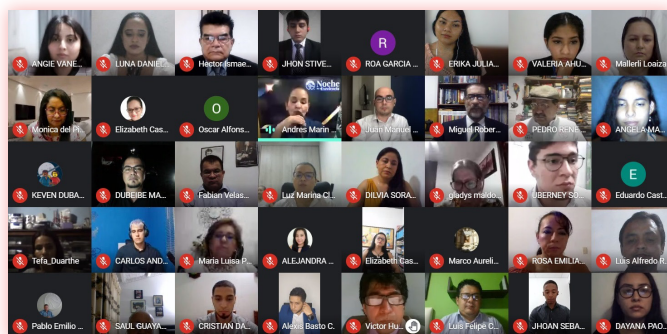 ANGIE VANE...
LUNA DANIEL...
Hector Ismae...
JHON STIVE...
R
ROA GARCIA ...
ERIKA JULIA...
VALERIA AHU...
Mallerli Loaiza
Monica del Pi...
Elizabeth Cas...
O
Oscar Alfons...
Noche
Andres Marin ...
Juan Manuel ...
Miguel Rober...
PEDRO RENE...
ANGELA MA...
KEVEN DUBA...
DUBEIBE MA...
Fabian Velas...
Luz Marina Cl...
DILVIA SORA...
gladys maldo...
UBERNEY SO...
E
Eduardo Cast...
Tefa_Duarthe
CARLOS AND...
Maria Luisa P...
ALEJANDRA ...
Elizabeth Cas...
Marco Aureli...
ROSA EMILIA...
Luis Alfredo R...
Pablo Emilio ...
SAUL GUAYA...
CRISTIAN DA...
Alexis Basto C.
Victor Hu...
Luis Felipe C...
JHOAN SEBA...
DAYANA PAO...